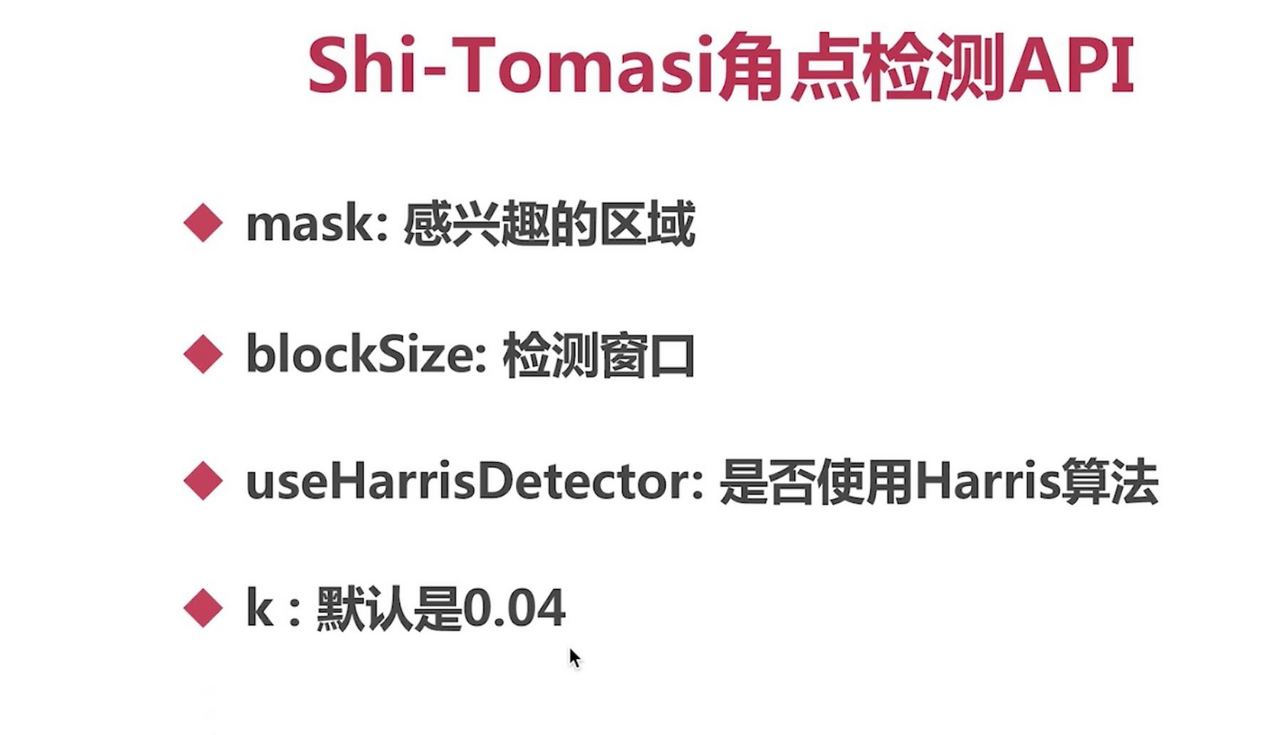 Shi-Tomasi角点检测API
mask: 感兴趣的区域
blockSize: 检测窗口
useHarrisDetector: 是否使用Harris算法
k : 默认是0.04